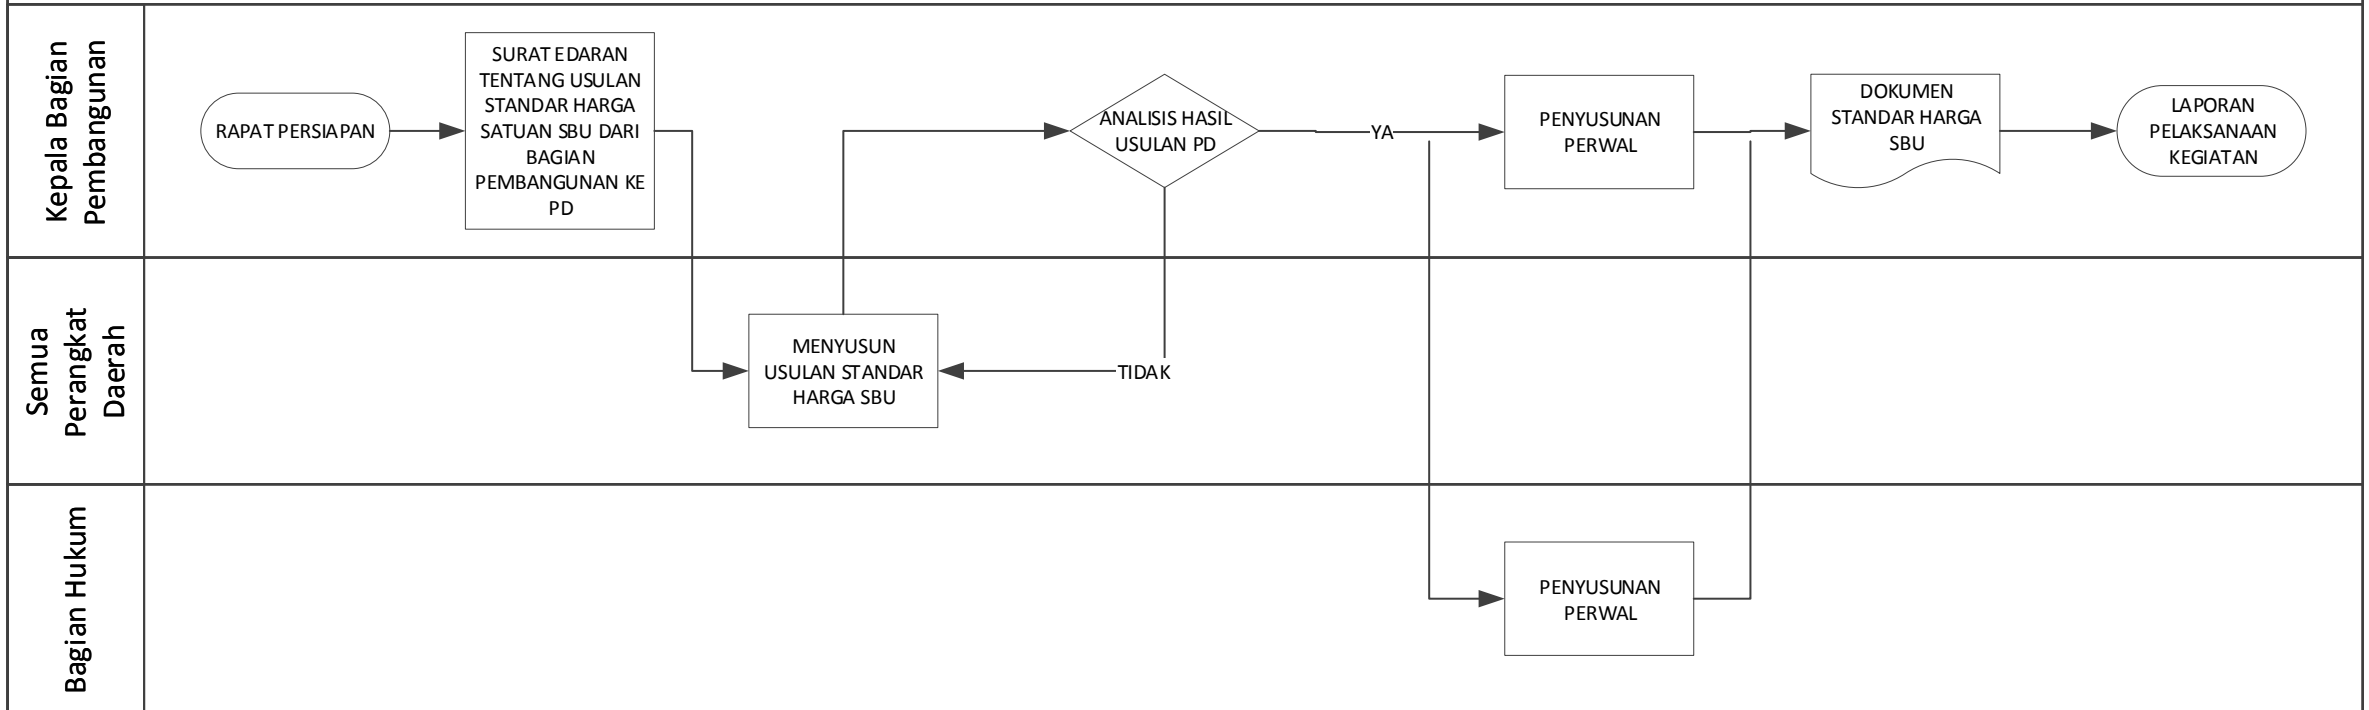 Kepala Bagian
Pembangunan
RAPAT PERSIAPAN
SURAT EDARAN
TENTANG USULAN
STANDAR HARGA
SATUAN SBU DARI
BAGIAN
PEMBANGUNAN KE
PD
ANALISIS HASIL
USULAN PD
YA
PENYUSUNAN
PERWAL
DOKUMEN
STANDAR HARGA
SBU
LAPORAN
PELAKSANAAN
KEGIATAN
Semua
Perangkat
Daerah
MENYUSUN
USULAN STANDAR
HARGA SBU
TIDAK
Bagian Hukum
PENYUSUNAN
PERWAL